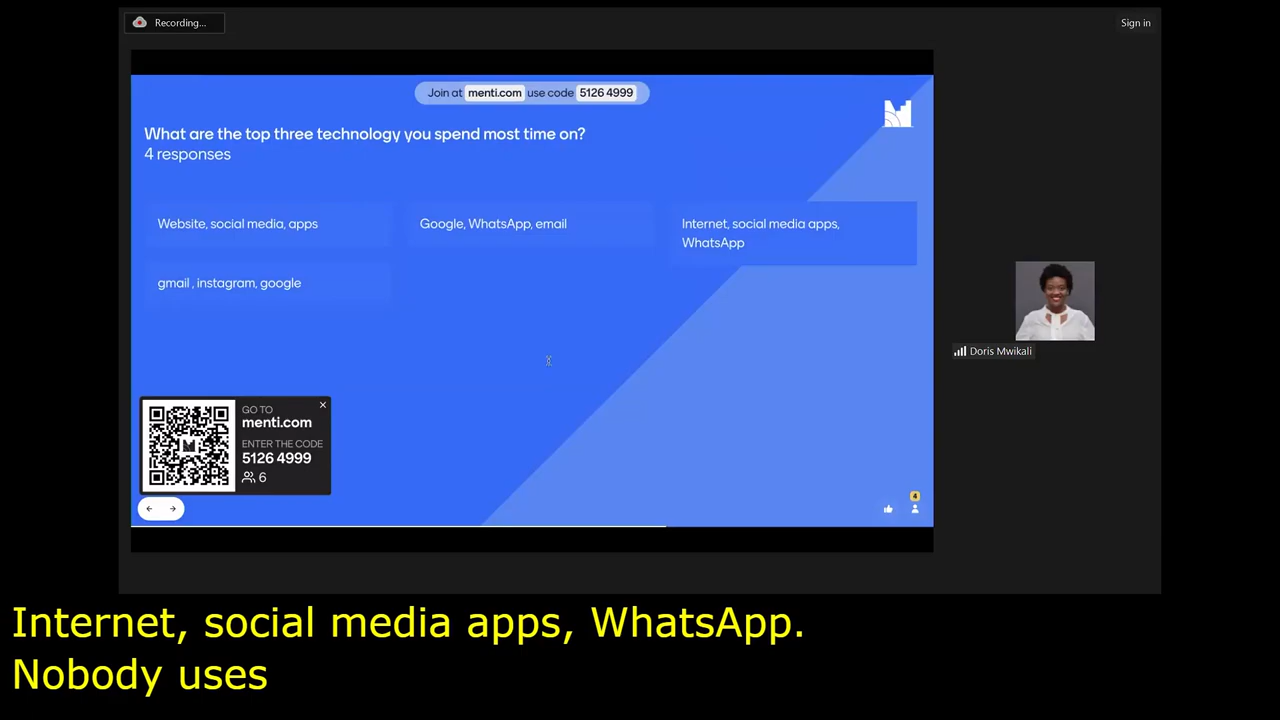 Recording...
Sign in
Join at menti.com use code 5126 4999
What are the top three technology you spend most time on?
4 responses
Website, social media, apps
Google, WhatsApp, email
Internet, social media apps,
WhatsApp
gmail , instagram, google
Doris Mwikali
GO TO
menti.com
ENTER THE CODE
5126 4999
6
4
Internet, social media apps, WhatsApp.
Nobody uses